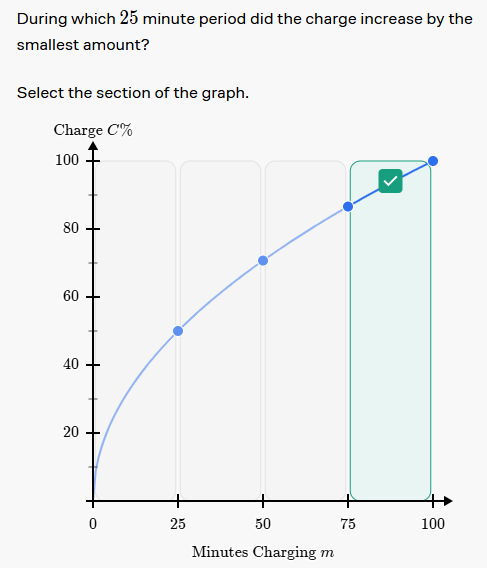 During which 25 minute period did the charge increase by the
smallest amount?
Select the section of the graph.
Charge C%
100
80
60
40
20
0 25 50 75 100
Minutes Charging m